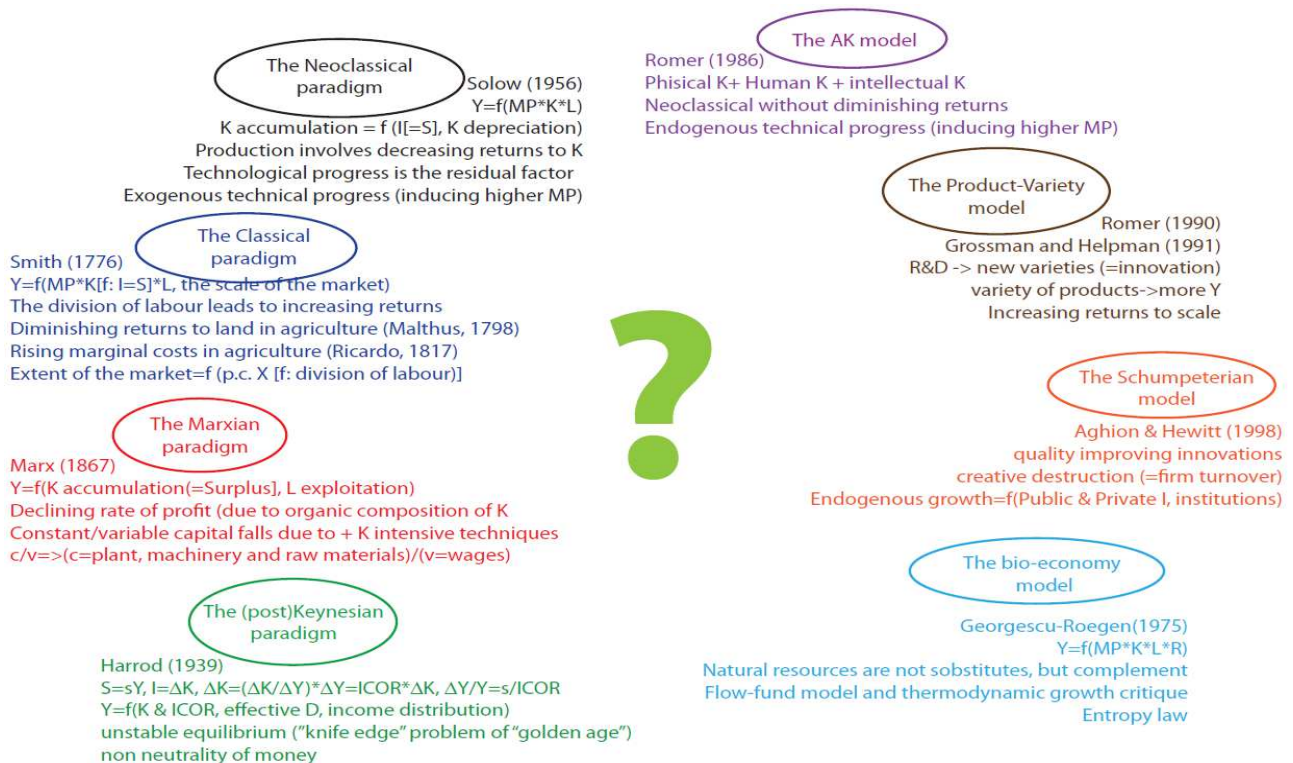 The Neoclassical
paradigm
Solow (1956)
Y=f(MP*K*L)
K accumulation = f (I[=S], K depreciation)
Production involves decreasing returns to K
Technological progress is the residual factor
Exogenous technical progress (inducing higher MP)
The Classical
paradigm
Smith (1776)
Y=f(MP*K[f: I=S]*L, the scale of the market)
The division of labour leads to increasing returns
Diminishing returns to land in agriculture (Malthus, 1798)
Rising marginal costs in agriculture (Ricardo, 1817)
Extent of the market=f (p.c. X [f: division of labour)]
The Marxian
paradigm
Marx (1867)
Y=f(K accumulation(=Surplus], L exploitation)
Declining rate of profit (due to organic composition of K
Constant/variable capital falls due to + K intensive techniques
c/v=>(c=plant, machinery and raw materials)/(v=wages)
The (post)Keynesian
paradigm
Harrod (1939)
S=sY, I=ΔK, ΔK=(ΔK/ΔY)*ΔY=ICOR*ΔK, ΔY/Y=s/ICOR
Y=f(K & ICOR, effective D, income distribution)
unstable equilibrium ("knife edge" problem of "golden age")
non neutrality of money
?
The AK model
Romer (1986)
Phisical K+ Human K + intellectual K
Neoclassical without diminishing returns
Endogenous technical progress (inducing higher MP)
The Product-Variety
model
Romer (1990)
Grossman and Helpman (1991)
R&D -> new varieties (=innovation)
variety of products->more Y
Increasing returns to scale
The Schumpeterian
model
Aghion & Hewitt (1998)
quality improving innovations
creative destruction (=firm turnover)
Endogenous growth=f(Public & Private I, institutions)
The bio-economy
model
Georgescu-Roegen(1975)
Y=f(MP*K*L*R)
Natural resources are not sobstitutes, but complement
Flow-fund model and thermodynamic growth critique
Entropy law